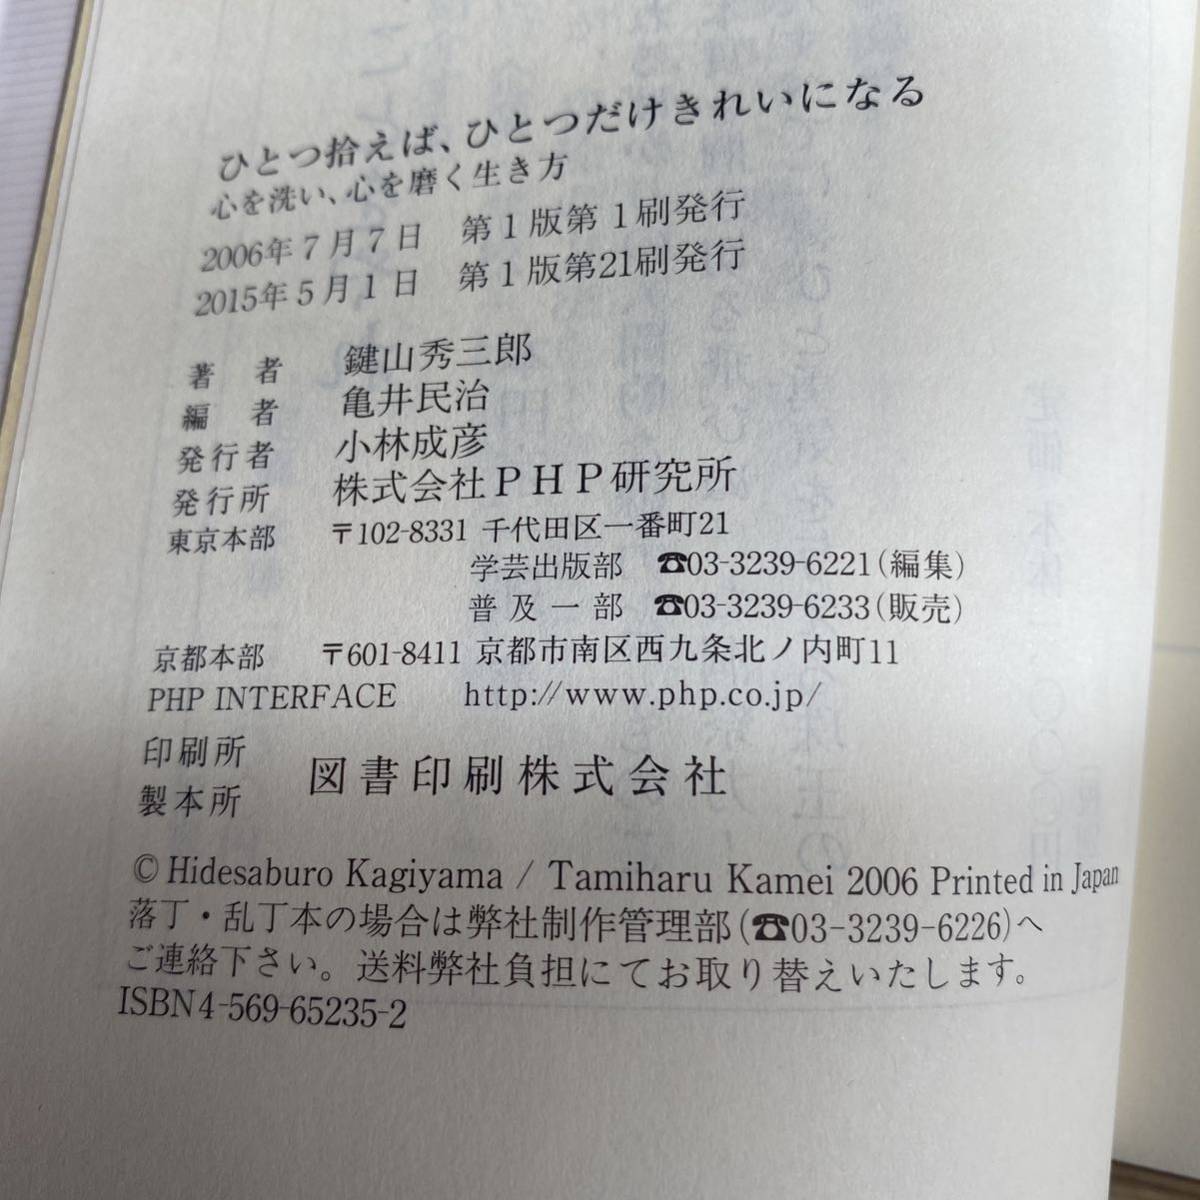 ひとつ拾えば、ひとつだけきれいになる
心を洗い、心を磨く生き方
2006年7月7日 第1版第1刷発行
2015年5月1日 第1版第21刷発行
著者 鍵山秀三郎
編者 亀井民治
発行者 小林成彦
発行所 株式会社PHP研究所
東京本部 〒102-8331 千代田区一番町21
学芸出版部 ☎03-3239-6221(編集)
普及一部 ☎03-3239-6233(販売)
京都本部 〒601-8411 京都市南区西九条北ノ内町11
PHP INTERFACE http://www.php.co.jp/
印刷所
製本所 図書印刷株式会社
© Hidesaburo Kagiyama / Tamiharu Kamei 2006 Printed in Japan
落丁・乱丁本の場合は弊社制作管理部(☎03-3239-6226)へ
ご連絡下さい。送料弊社負担にてお取り替えいたします。
ISBN4-569-65235-2